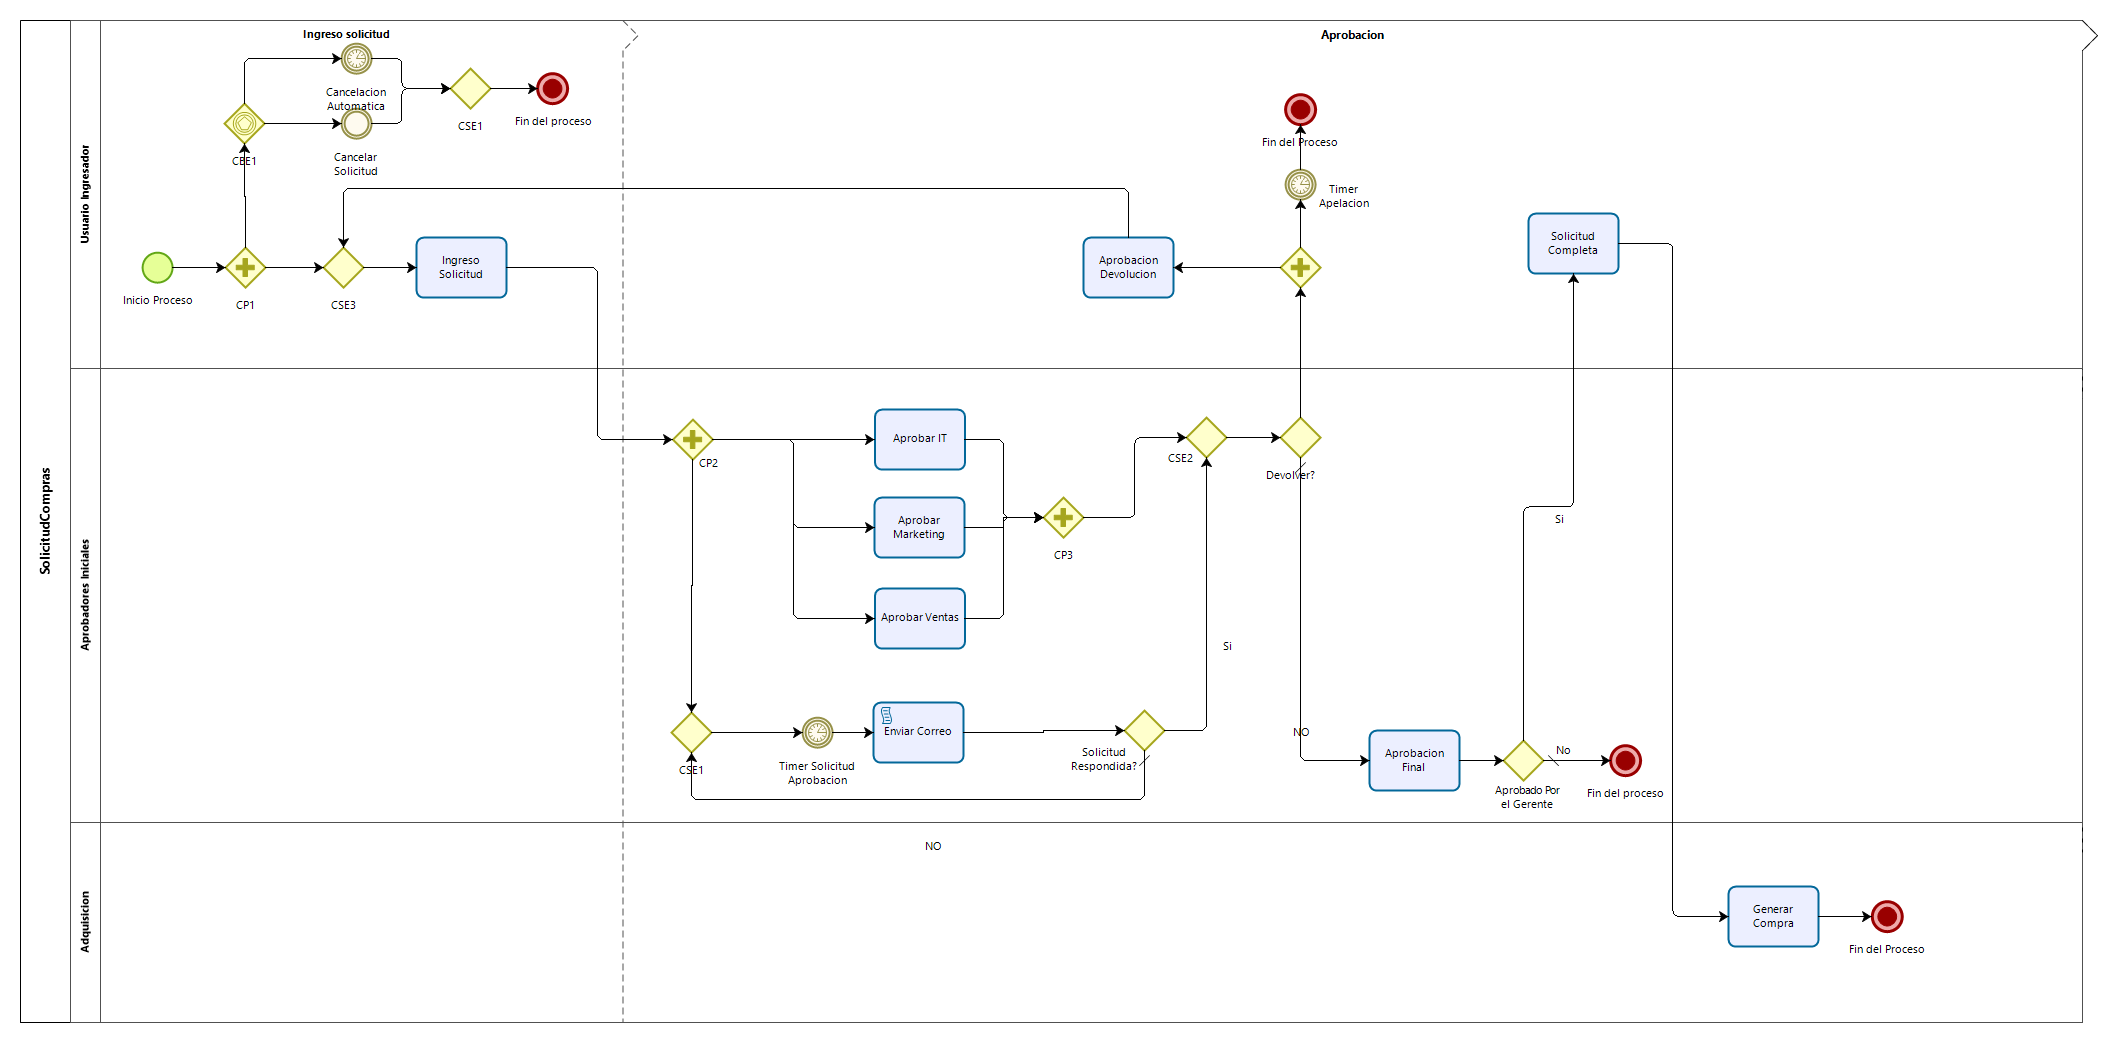 SolicitudCompras
Usuario Ingresador
Aprobadores Iniciales
Adquisicion
Ingreso solicitud
Aprobacion
Cancelacion
Automatica
CEE1
Cancelar
Solicitud
CSE1
Fin del proceso
Inicio Proceso
CP1
CSE3
Ingreso
Solicitud
Fin del Proceso
Timer
Apelacion
Aprobacion
Devolucion
Solicitud
Completa
CP2
Aprobar IT
Aprobar
Marketing
Aprobar Ventas
CP3
CSE2
Devolver?
Si
Si
NO
CSE1
Timer Solicitud
Aprobacion
Enviar Correo
Solicitud
Respondida?
NO
Aprobacion
Final
Aprobado Por
el Gerente
No
Fin del proceso
Generar
Compra
Fin del Proceso